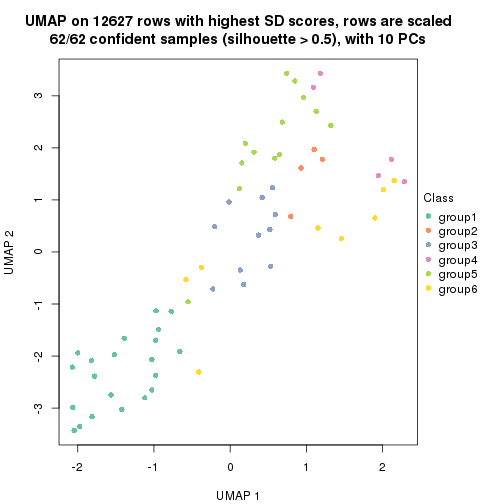 UMAP on 12627 rows with highest SD scores, rows are scaled
62/62 confident samples (silhouette > 0.5), with 10 PCs
3
2
1
0
-1
-2
-3
UMAP 2
-2
-1
0
1
2
UMAP 1
Class
group1
group2
group3
group4
group5
group6